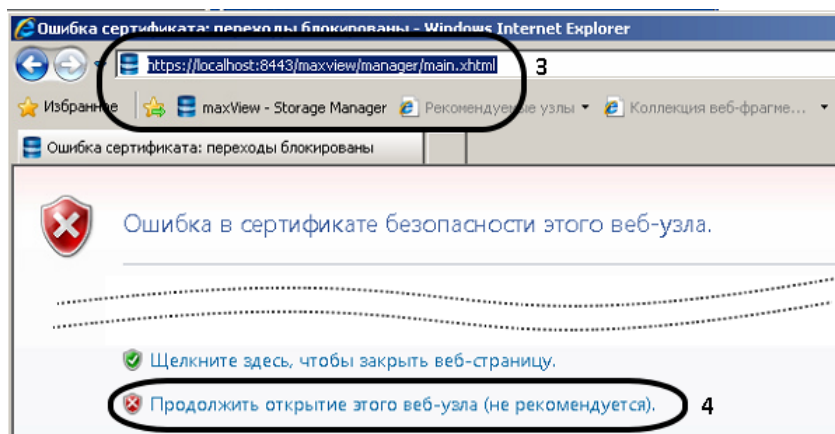 Ошибка сертификата: переходы блокированы - Windows Internet Explorer
https://localhost:8443/maxview/manager/main.xhtml 3
Избранное maxView - Storage Manager Рекомендуемые узлы Коллекция веб-фрагме...
Ошибка сертификата: переходы блокированы
Ошибка в сертификате безопасности этого веб-узла.
Щелкните здесь, чтобы закрыть веб-страницу.
Продолжить открытие этого веб-узла (не рекомендуется). 4